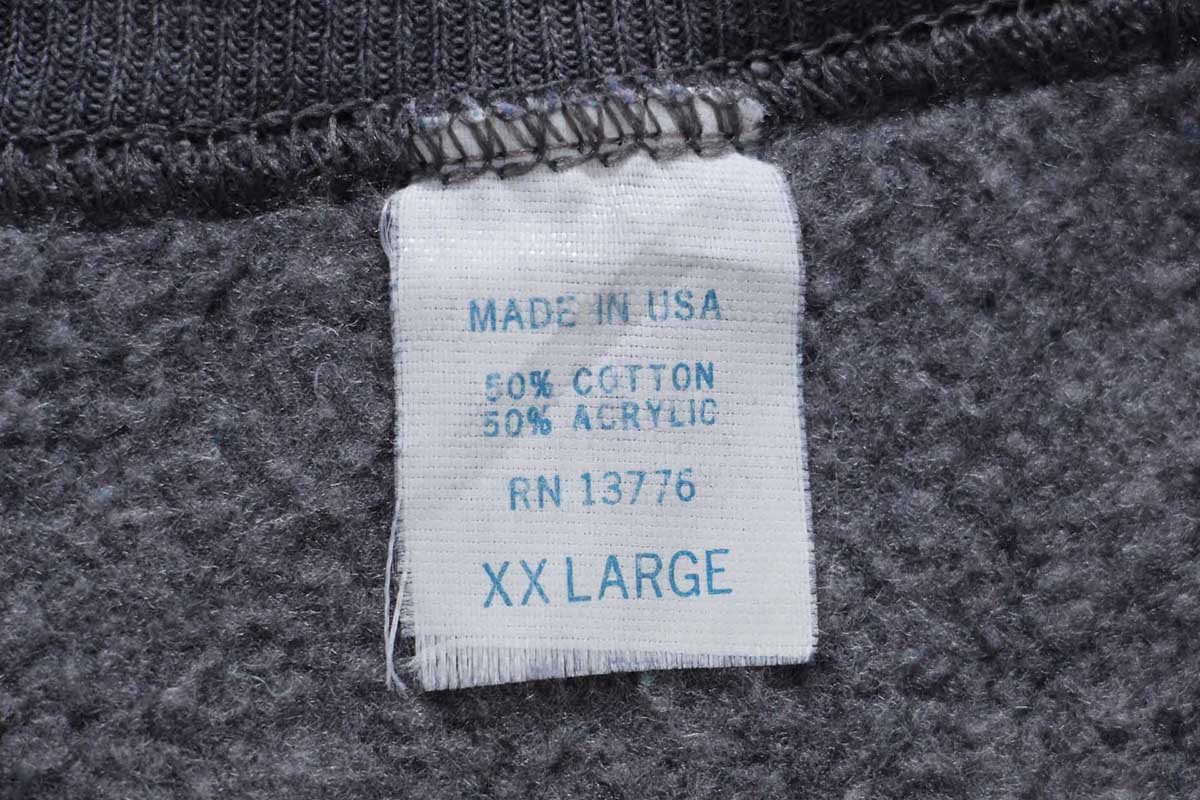 MADE IN USA
50% COTTON
50% ACRYLIC
RN 13776
XX LARGE